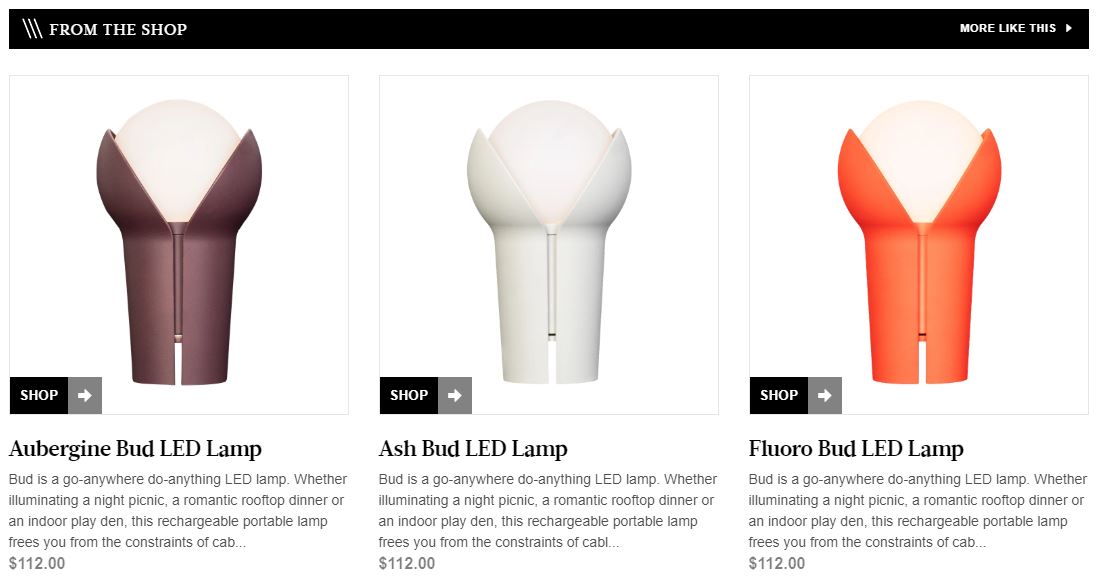 FROM THE SHOP
MORE LIKE THIS
SHOP
SHOP
SHOP
Aubergine Bud LED Lamp
Bud is a go-anywhere do-anything LED lamp. Whether
illuminating a night picnic, a romantic rooftop dinner or
an indoor play den, this rechargeable portable lamp
frees you from the constraints of cab...
$112.00
Ash Bud LED Lamp
Bud is a go-anywhere do-anything LED lamp. Whether
illuminating a night picnic, a romantic rooftop dinner or
an indoor play den, this rechargeable portable lamp
frees you from the constraints of cabl...
$112.00
Fluoro Bud LED Lamp
Bud is a go-anywhere do-anything LED lamp. Whether
illuminating a night picnic, a romantic rooftop dinner or
an indoor play den, this rechargeable portable lamp
frees you from the constraints of cab...
$112.00